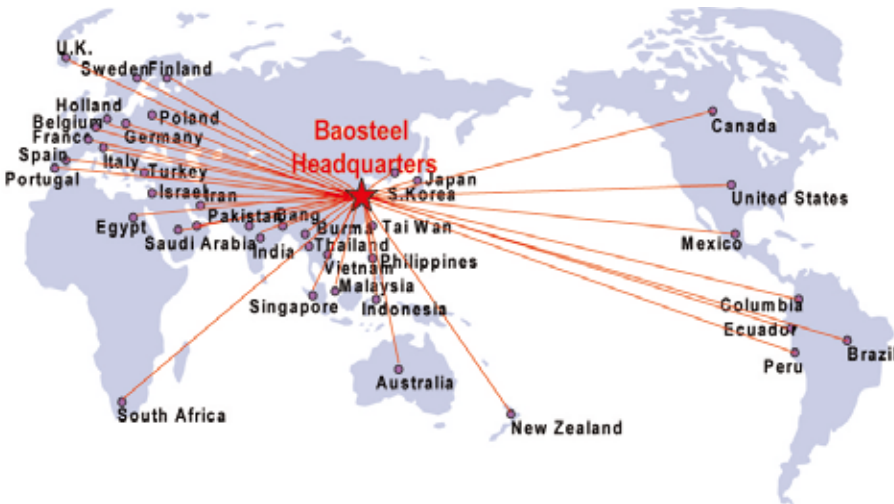 U.K.
Sweden Finland
Holland
Belgium
Poland
France
Germany
Spain
Italy
Portugal
Turkey
Israel
Iran
Egypt
Saudi Arabia
Pakistan
Bang
India
Burma
Thailand
Vietnam
Singapore
Malaysia
Indonesia
Philippines
Tai Wan
Baosteel
Headquarters
Japan
S.Korea
Canada
United States
Mexico
Columbia
Ecuador
Peru
Brazil
Australia
New Zealand
South Africa